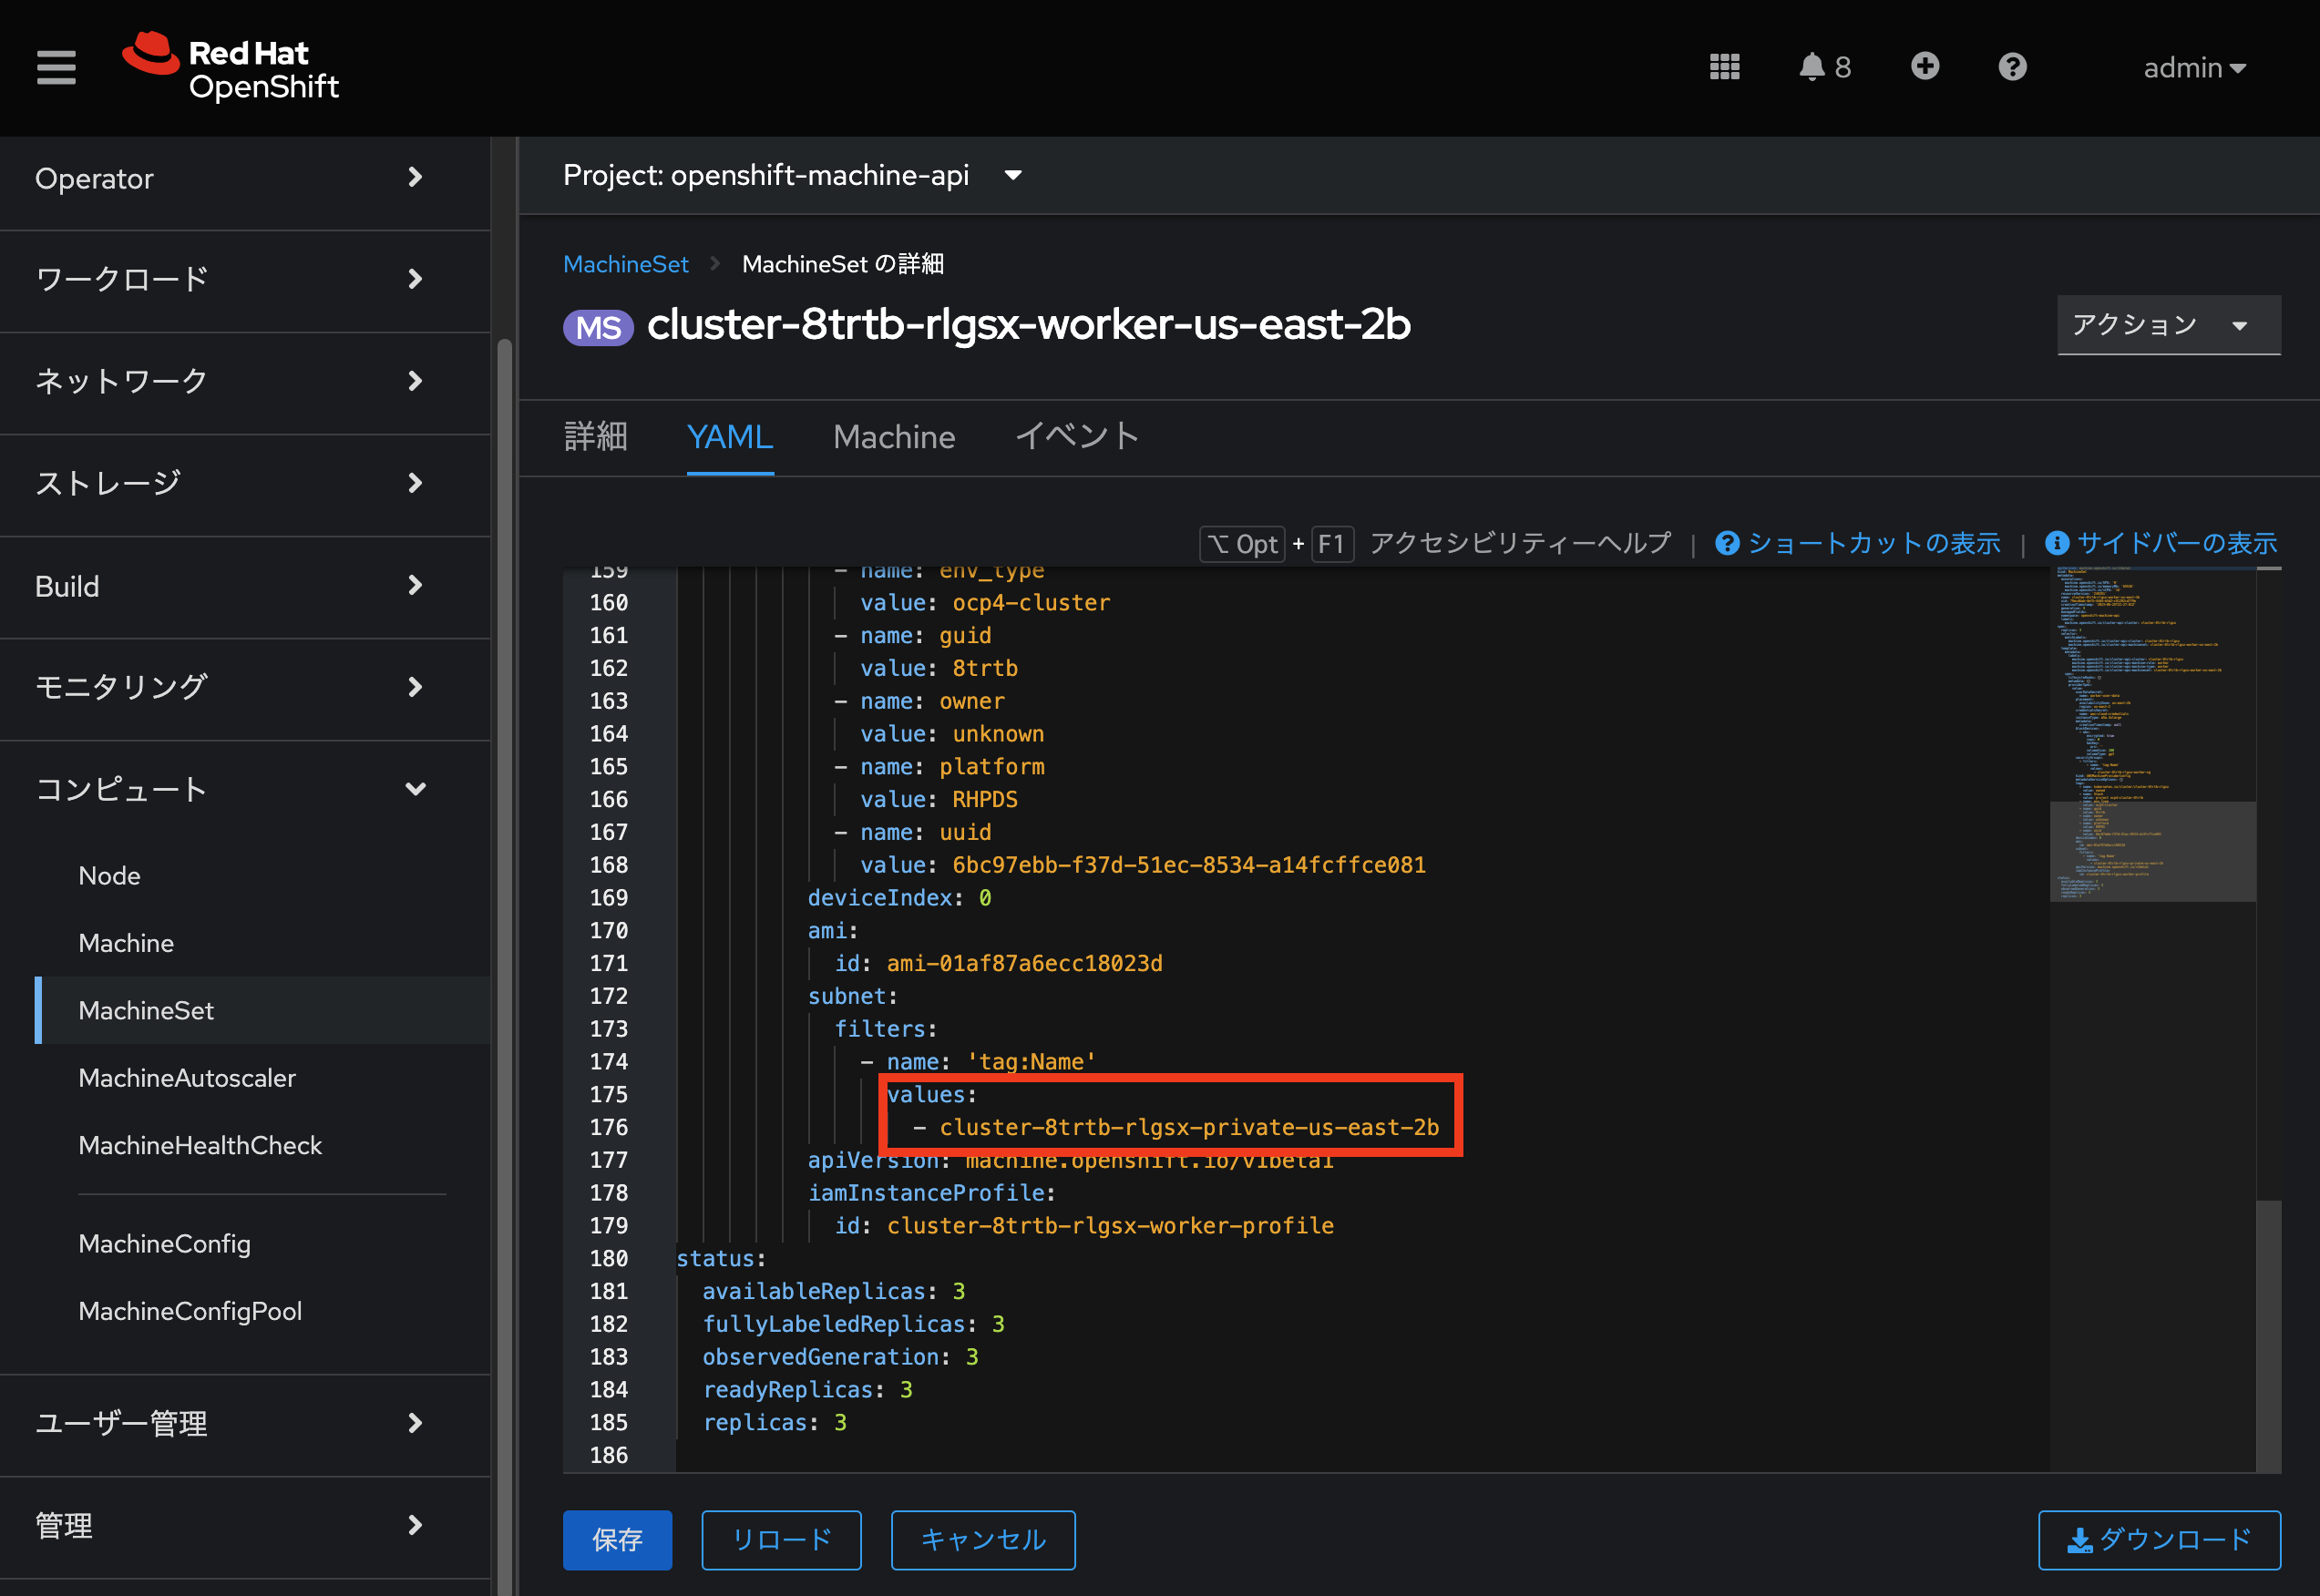 Red Hat
OpenShift
8
admin
Operator
ワークロード
ネットワーク
ストレージ
Build
モニタリング
コンピュート
Node
Machine
MachineSet
MachineAutoscaler
MachineHealthCheck
MachineConfig
MachineConfigPool
ユーザー管理
管理
Project: openshift-machine-api
MachineSet
MachineSet の詳細
MS cluster-8trtb-rlgsx-worker-us-east-2b
アクション
詳細
YAML
Machine
イベント
⌥ Opt + F1 アクセシビリティーヘルプ | ショートカットの表示 | サイドバーの表示
159 - name: env_type
160 value: ocp4-cluster
161 - name: guid
162 value: 8trtb
163 - name: owner
164 value: unknown
165 - name: platform
166 value: RHPDS
167 - name: uuid
168 value: 6bc97ebb-f37d-51ec-8534-a14fcffce081
169 deviceIndex: 0
170 ami:
171 id: ami-01af87a6ecc18023d
172 subnet:
173 filters:
174 - name: 'tag:Name'
175 values:
176 - cluster-8trtb-rlgsx-private-us-east-2b
177 apiVersion: machine.openshift.io/v1beta1
178 iamInstanceProfile:
179 id: cluster-8trtb-rlgsx-worker-profile
180 status:
181 availableReplicas: 3
182 fullyLabeledReplicas: 3
183 observedGeneration: 3
184 readyReplicas: 3
185 replicas: 3
186
保存
リロード
キャンセル
ダウンロード